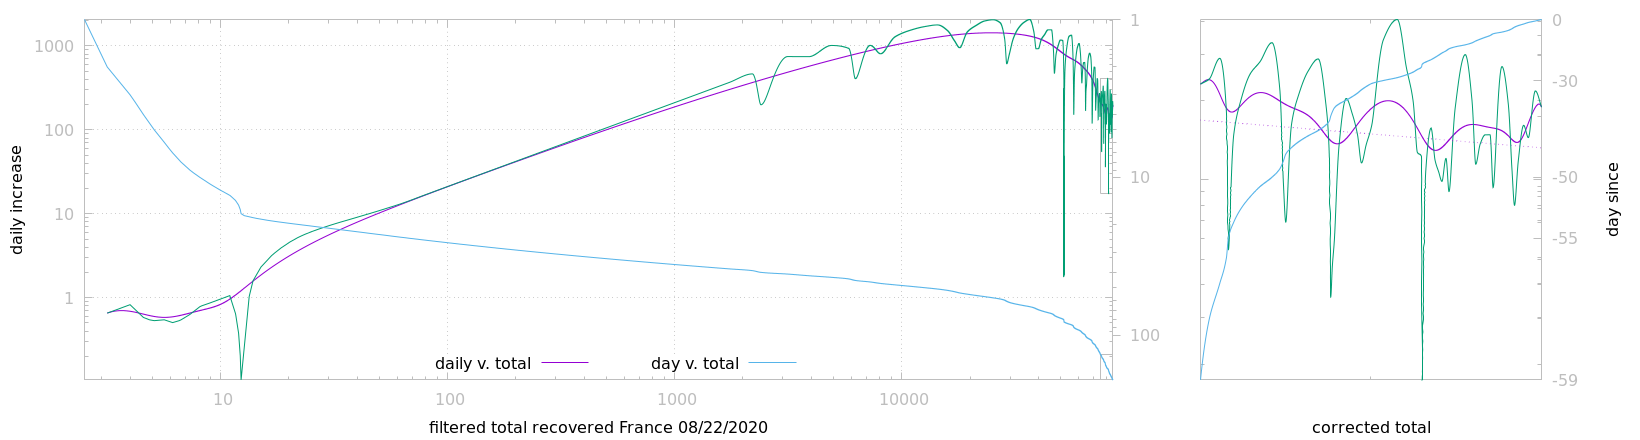 daily increase
1000
100
10
1
10
100
1000
10000
filtered total recovered France 08/22/2020
daily v. total
day v. total
1
10
100
0
-30
-50
-55
-59
day since
corrected total